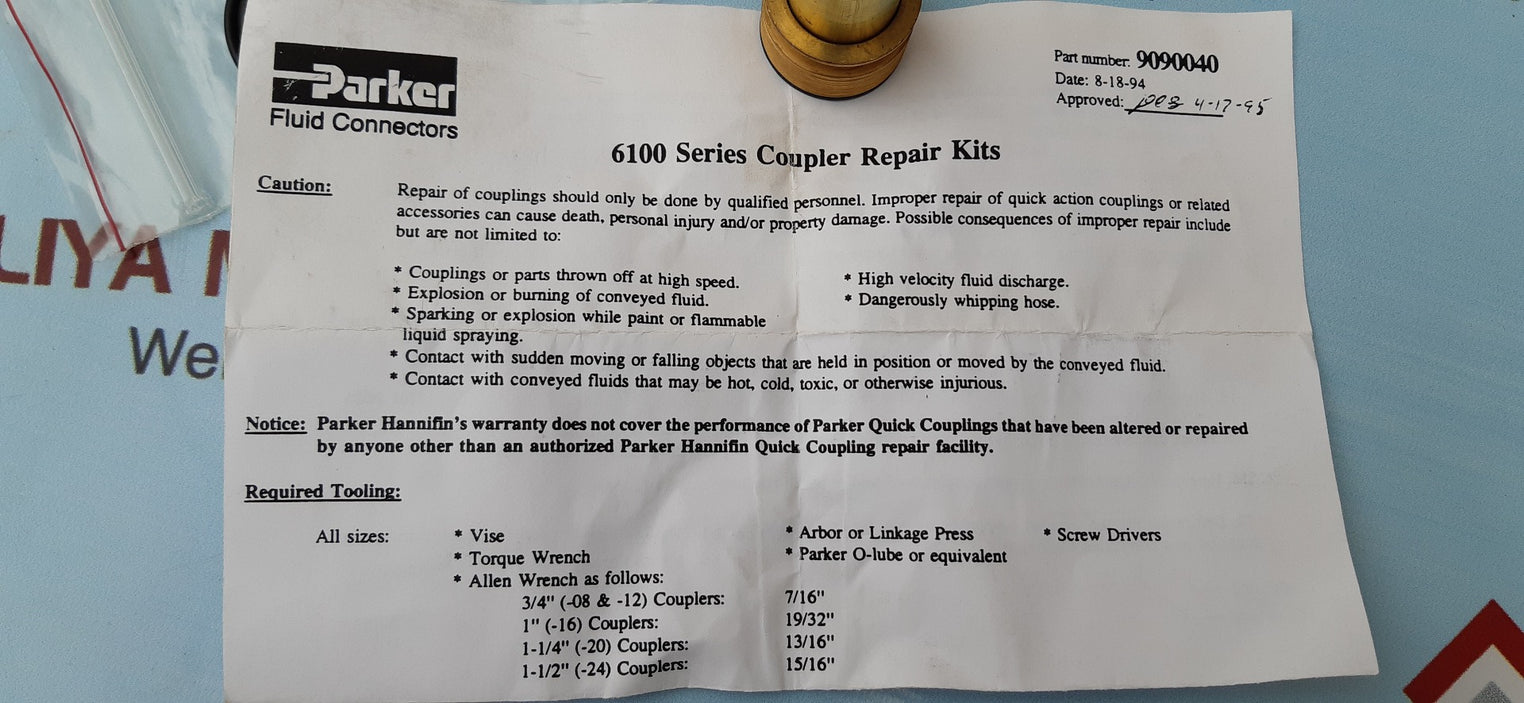 Parker
Fluid Connectors
Part number: 9090040
Date: 8-18-94
Approved: 4-17-95
6100 Series Coupler Repair Kits
Caution: Repair of couplings should only be done by qualified personnel. Improper repair of quick action couplings or related
accessories can cause death, personal injury and/or property damage. Possible consequences of improper repair include
but are not limited to:
* Couplings or parts thrown off at high speed.
* Explosion or burning of conveyed fluid.
* Sparking or explosion while paint or flammable
liquid spraying.
* High velocity fluid discharge.
* Dangerously whipping hose.
* Contact with sudden moving or falling objects that are held in position or moved by the conveyed fluid.
* Contact with conveyed fluids that may be hot, cold, toxic, or otherwise injurious.
Notice: Parker Hannifin's warranty does not cover the performance of Parker Quick Couplings that have been altered or repaired
by anyone other than an authorized Parker Hannifin Quick Coupling repair facility.
Required Tooling:
All sizes: * Vise * Arbor or Linkage Press * Screw Drivers
* Torque Wrench * Parker O-lube or equivalent
* Allen Wrench as follows:
3/4" (-08 & -12) Couplers: 7/16"
1" (-16) Couplers: 19/32"
1-1/4" (-20) Couplers: 13/16"
1-1/2" (-24) Couplers: 15/16"
LIYA
We